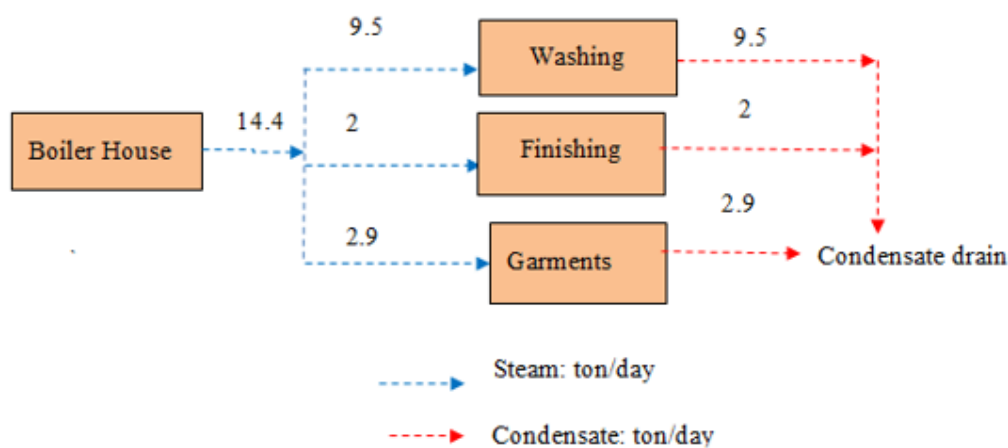 9.5
Washing
9.5
14.4
2
2
Boiler House
Finishing
2.9
2.9
Garments
Condensate drain
Steam: ton/day
Condensate: ton/day